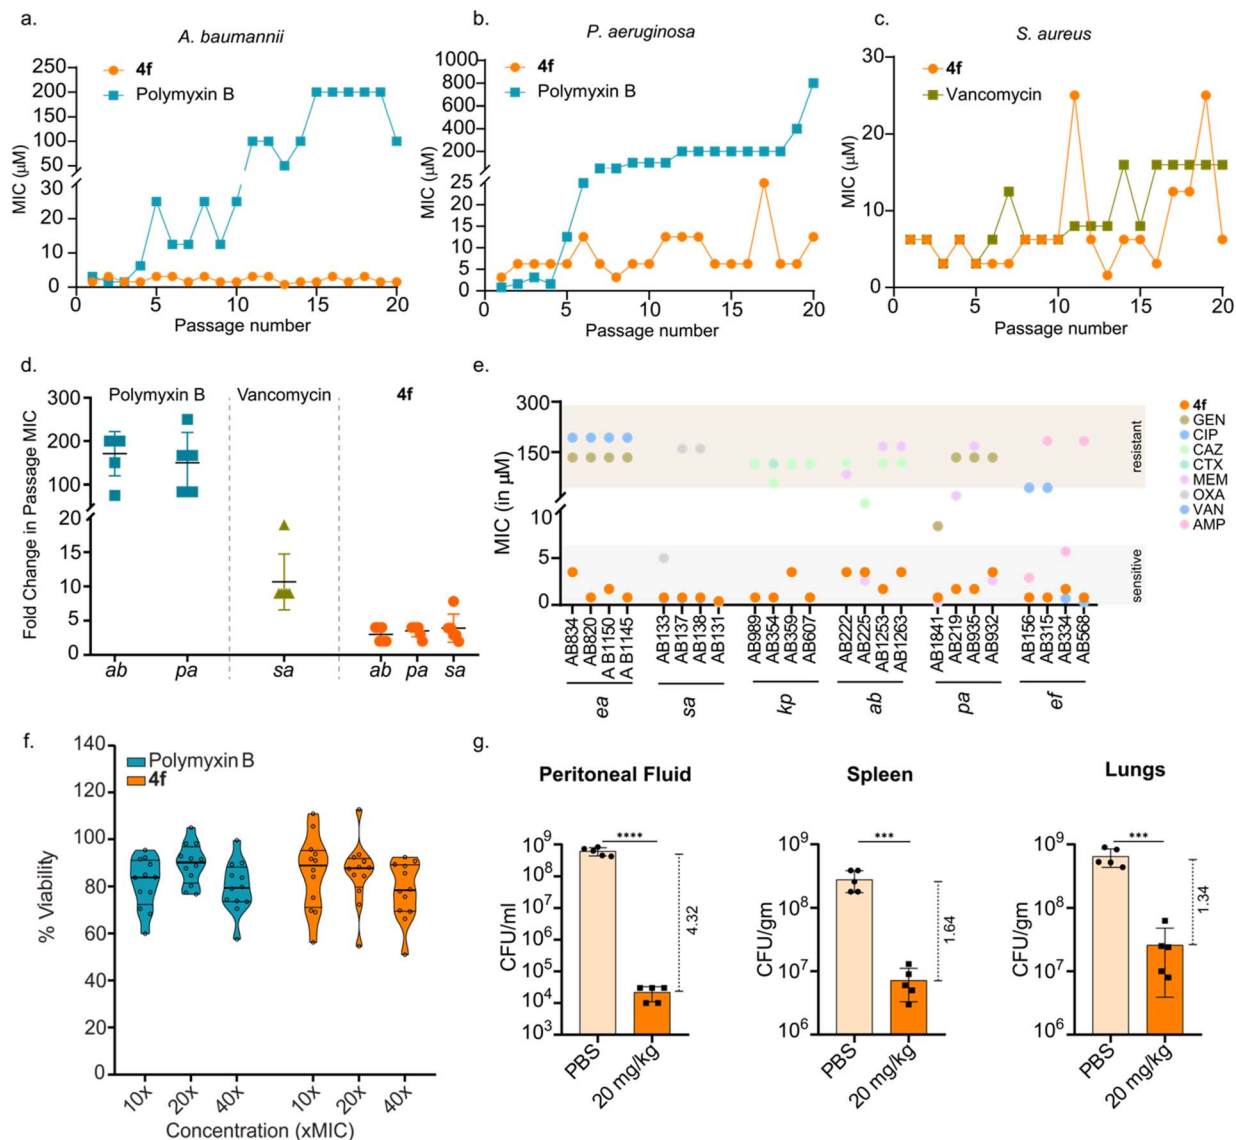 a.
A. baumannii
4f
Polymyxin B
MIC (µM)
250
200
150
100
50
30
20
10
0
0
5
10
15
20
Passage number
b.
P. aeruginosa
4f
Polymyxin B
MIC (µM)
1000
800
600
400
200
25
20
15
10
5
0
0
5
10
15
20
Passage number
c.
S. aureus
4f
Vancomycin
MIC (µM)
30
20
10
0
0
5
10
15
20
Passage number
d.
Polymyxin B
Vancomycin
4f
Fold Change in Passage MIC
300
200
100
20
15
10
5
0
ab
pa
sa
ab
pa
sa
e.
MIC (in µM)
300
150
10
5
0
resistant
sensitive
4f
GEN
CIP
CAZ
CTX
MEM
OXA
VAN
AMP
AB834
AB820
A B1150
A B1145
AB133
AB137
AB138
AB131
AB989
AB354
AB359
AB607
AB222
AB225
AB1253
AB1263
AB1841
AB219
AB935
AB932
AB156
AB315
AB334
AB568
ea
sa
kp
ab
pa
ef
f.
Polymyxin B
4f
% Viability
140
120
100
80
60
40
20
0
10x
20x
40x
10x
20x
40x
Concentration (xMIC)
g.
Peritoneal Fluid
****
CFU/ml
10⁹
10⁸
10⁷
10⁶
10⁵
10⁴
10³
4.32
PBS
20 mg/kg
Spleen
***
CFU/gm
10⁹
10⁸
10⁷
10⁶
1.64
PBS
20 mg/kg
Lungs
***
CFU/gm
10⁹
10⁸
10⁷
10⁶
1.34
PBS
20 mg/kg